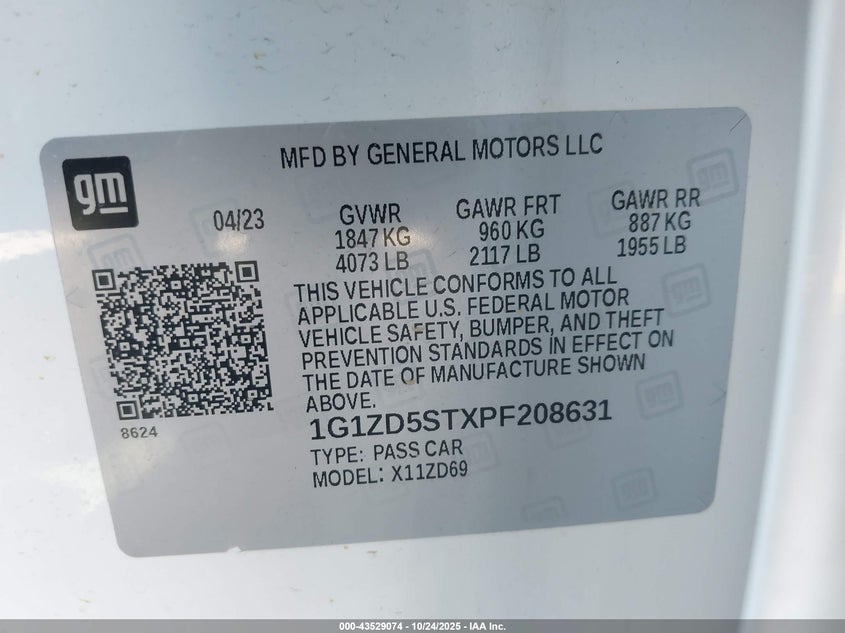 MFD BY GENERAL MOTORS LLC
gm
04/23
GVWR
1847 KG
4073 LB
GAWR FRT
960 KG
2117 LB
GAWR RR
887 KG
1955 LB
THIS VEHICLE CONFORMS TO ALL
APPLICABLE U.S. FEDERAL MOTOR
VEHICLE SAFETY, BUMPER, AND THEFT
PREVENTION STANDARDS IN EFFECT ON
THE DATE OF MANUFACTURE SHOWN
ABOVE.
8624
1G1ZD5STXPF208631
TYPE: PASS CAR
MODEL: X11ZD69
000-43529074 - 10/24/2025 - IAA Inc.